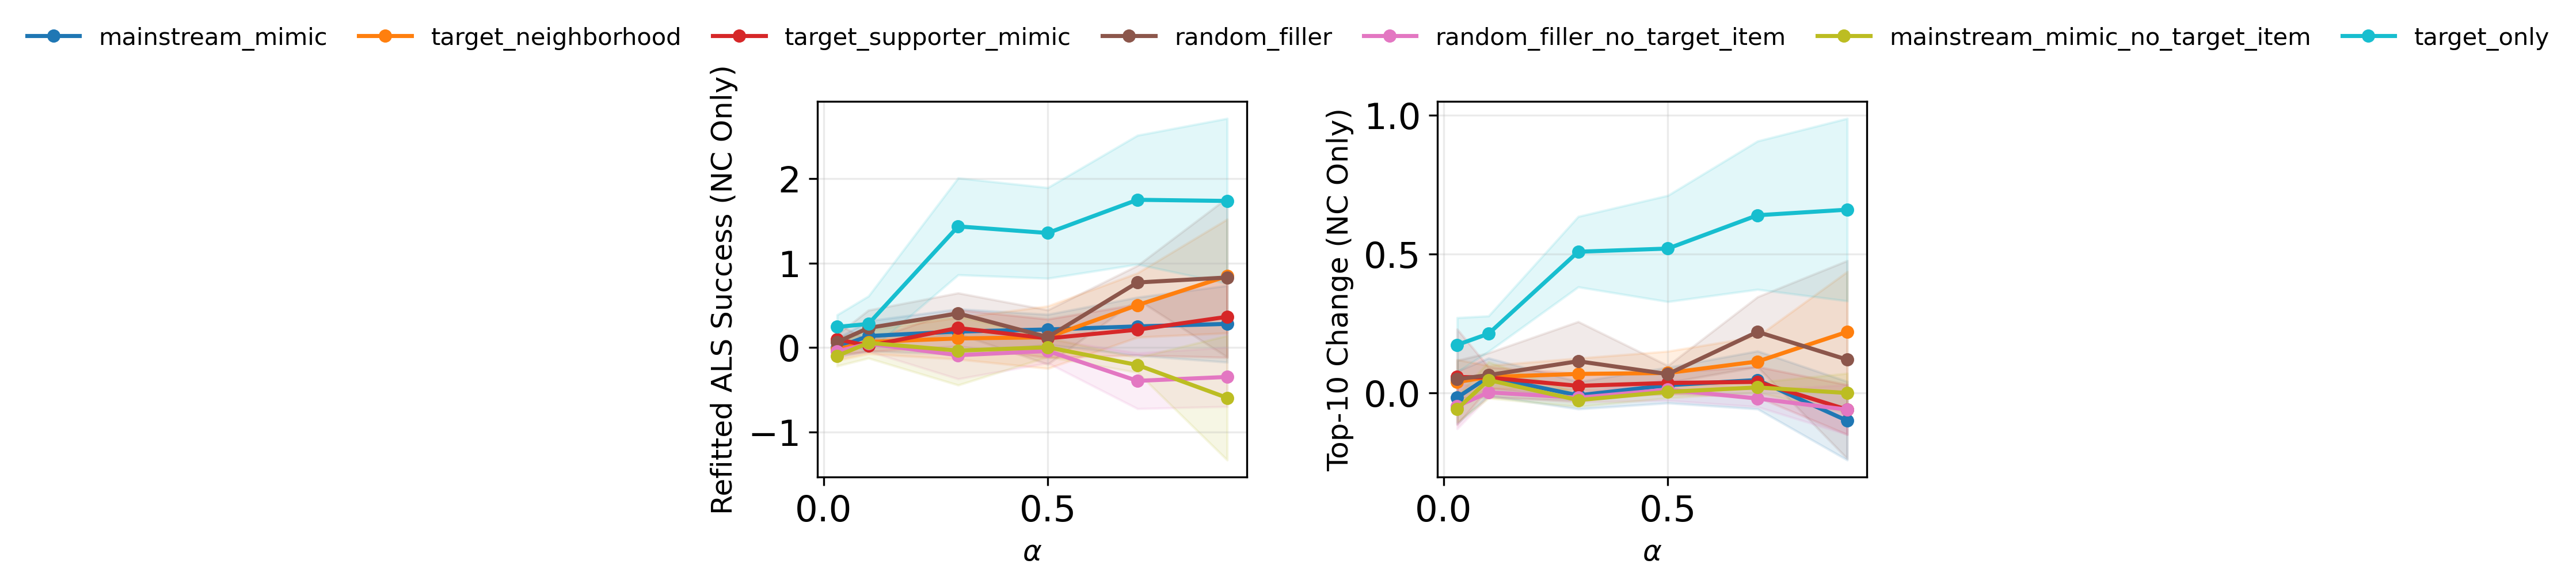 mainstream_mimic target_neighborhood target_supporter_mimic random_filler random_filler_no_target_item mainstream_mimic_no_target_item target_only
Refitted ALS Success (NC Only)
2
1
0
−1
0.0 0.5
α
Top-10 Change (NC Only)
1.0
0.5
0.0
0.0 0.5
α